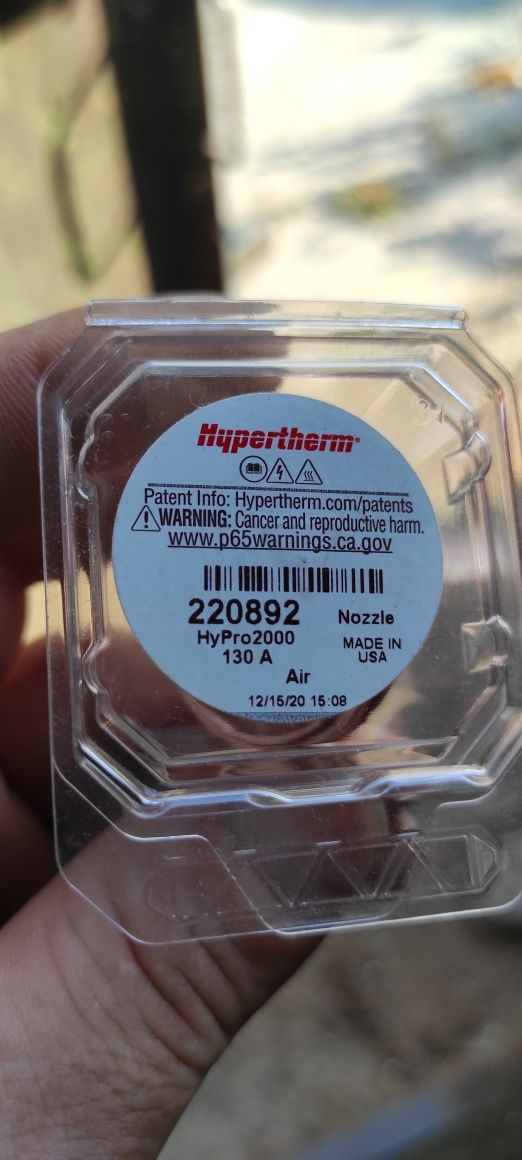 Hypertherm®
Patent Info: Hypertherm.com/patents
WARNING: Cancer and reproductive harm.
www.p65warnings.ca.gov
220892 Nozzle
HyPro2000 MADE IN
130 A USA
Air
12/15/20 15:08